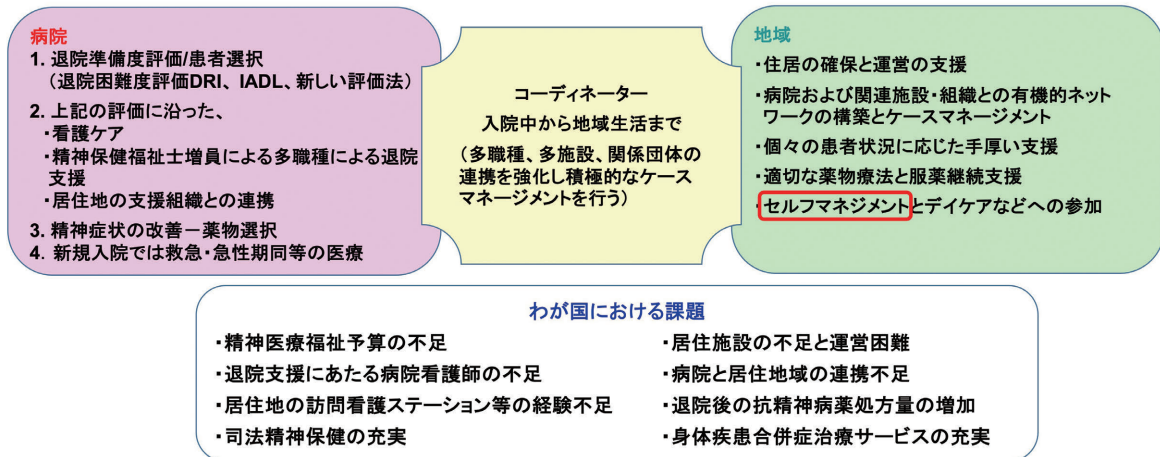 病院
1. 退院準備度評価/患者選択
（退院困難度評価DRI、IADL、新しい評価法）
2. 上記の評価に沿った、
・看護ケア
・精神保健福祉士増員による多職種による退院
支援
・居住地の支援組織との連携
3. 精神症状の改善－薬物選択
4. 新規入院では救急・急性期同等の医療
コーディネーター
入院中から地域生活まで
（多職種、多施設、関係団体の
連携を強化し積極的なケース
マネージメントを行う）
地域
・住居の確保と運営の支援
・病院および関連施設・組織との有機的ネット
ワークの構築とケースマネージメント
・個々の患者状況に応じた手厚い支援
・適切な薬物療法と服薬継続支援
・セルフマネジメントとデイケアなどへの参加
わが国における課題
・精神医療福祉予算の不足
・退院支援にあたる病院看護師の不足
・居住地の訪問看護ステーション等の経験不足
・司法精神保健の充実
・居住施設の不足と運営困難
・病院と居住地域の連携不足
・退院後の抗精神病薬処方量の増加
・身体疾患合併症治療サービスの充実